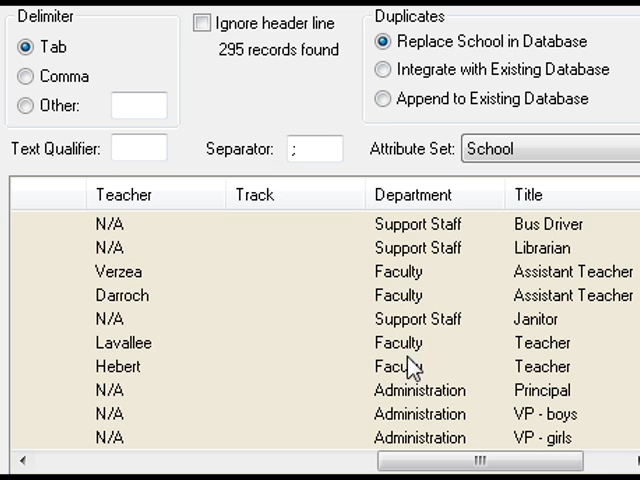 Delimiter
Tab
Comma
Other:
Ignore header line
295 records found
Duplicates
Replace School in Database
Integrate with Existing Database
Append to Existing Database
Text Qualifier:
Separator: ;
Attribute Set: School
Teacher Track Department Title
N/A Support Staff Bus Driver
N/A Support Staff Librarian
Verzea Faculty Assistant Teacher
Darroch Faculty Assistant Teacher
N/A Support Staff Janitor
Lavallee Faculty Teacher
Hebert Faculty Teacher
N/A Administration Principal
N/A Administration VP - boys
N/A Administration VP - girls